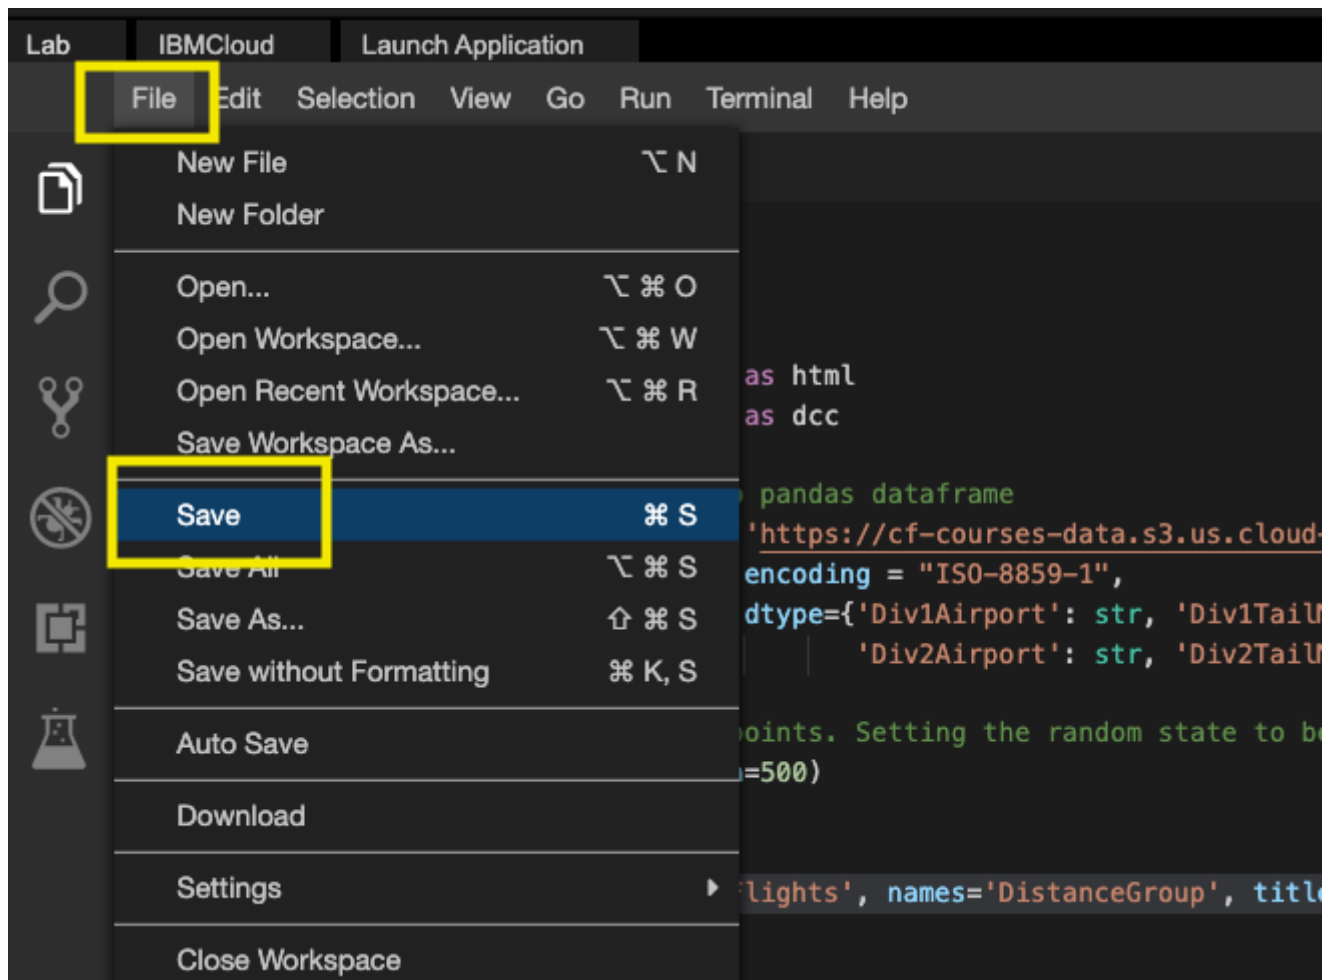 Lab IBMCloud Launch Application
File Edit Selection View Go Run Terminal Help
New File ⌥ N
New Folder
Open... ⌥ ⌘ O
Open Workspace... ⌥ ⌘ W
Open Recent Workspace... ⌥ ⌘ R
as html
as dcc
Save Workspace As...
pandas dataframe
Save ⌘ S
'https://cf-courses-data.s3.us.cloud-
Save All ⌥ ⌘ S
encoding = "ISO-8859-1",
Save As... ⇧ ⌘ S
dtype={'Div1Airport': str, 'Div1Tail
'Div2Airport': str, 'Div2Tail
Save without Formatting ⌘ K, S
oints. Setting the random state to be
Auto Save
=500)
Download
Settings
lights', names='DistanceGroup', title
Close Workspace